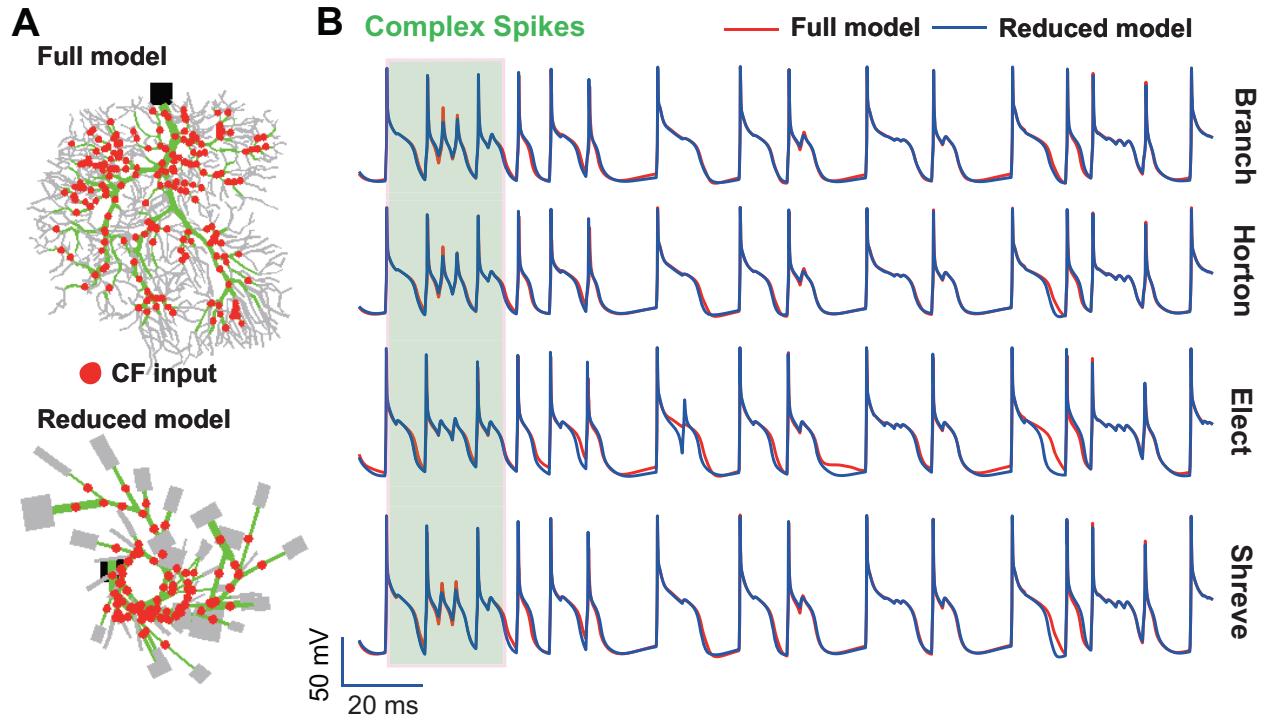 A
Full model
CF input
Reduced model
B
Complex Spikes
Full model
Reduced model
Branch
Horton
Elect
Shreve
50 mV
20 ms